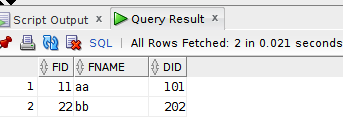 Script Output × Query Result ×
SQL | All Rows Fetched: 2 in 0.021 seconds
FID FNAME DID
1 11 aa 101
2 22 bb 202